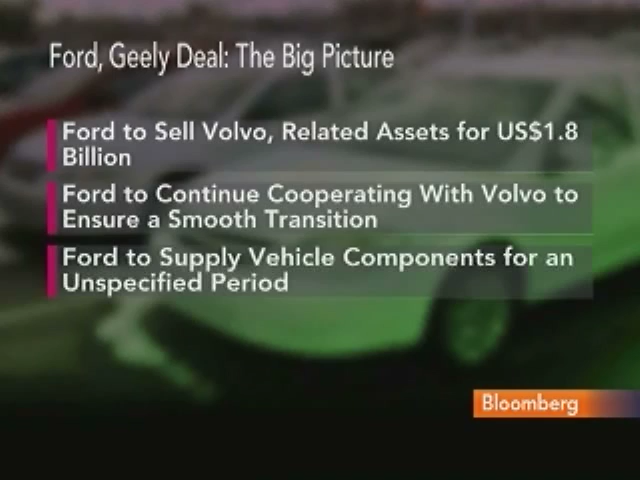 Ford, Geely Deal: The Big Picture
Ford to Sell Volvo, Related Assets for US$1.8
Billion
Ford to Continue Cooperating With Volvo to
Ensure a Smooth Transition
Ford to Supply Vehicle Components for an
Unspecified Period
Bloomberg